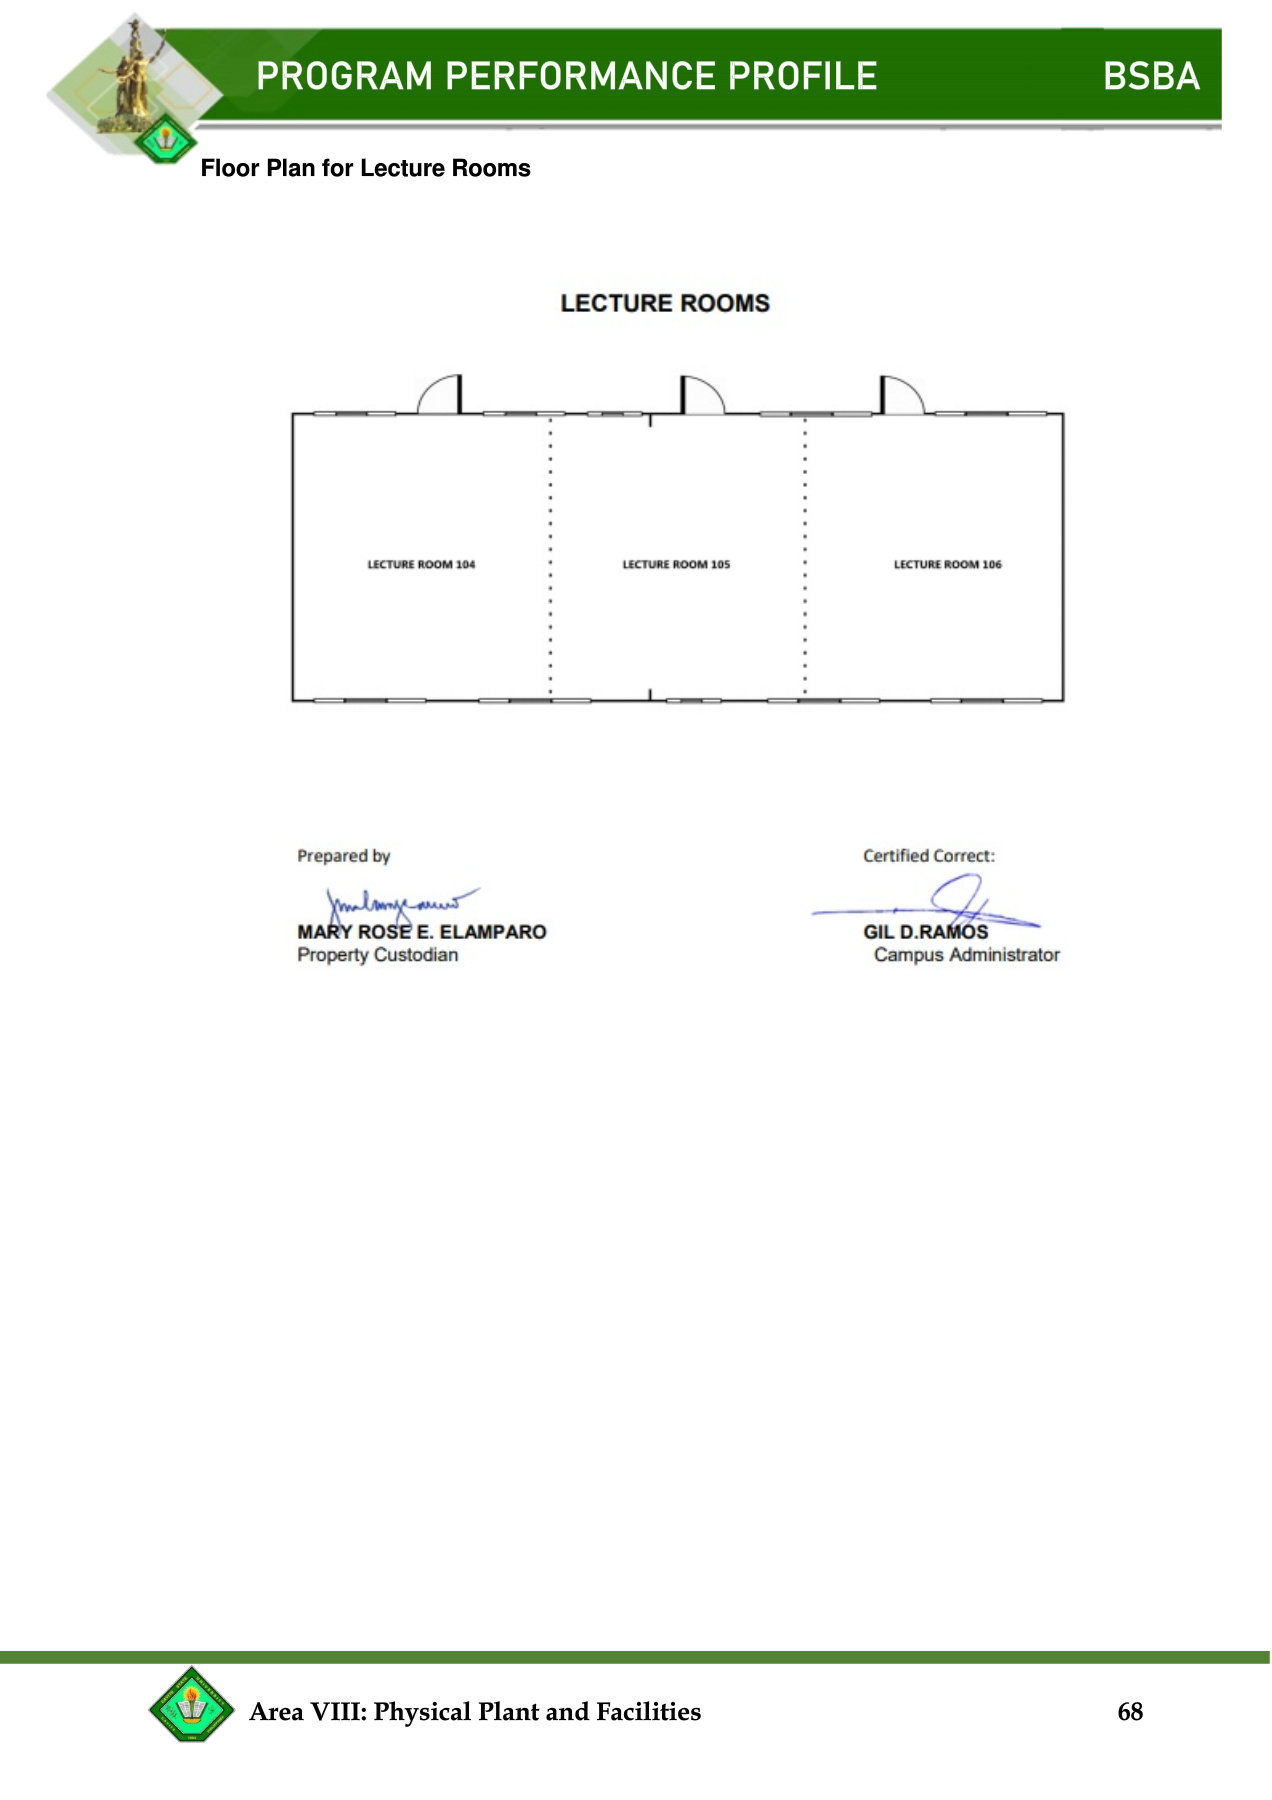 PROGRAM PERFORMANCE PROFILE BSBA
Floor Plan for Lecture Rooms
LECTURE ROOMS
LECTURE ROOM 104 LECTURE ROOM 105 LECTURE ROOM 106
Prepared by Certified Correct:
MARY ROSE E. ELAMPARO GIL D.RAMOS
Property Custodian Campus Administrator
Area VIII: Physical Plant and Facilities 68